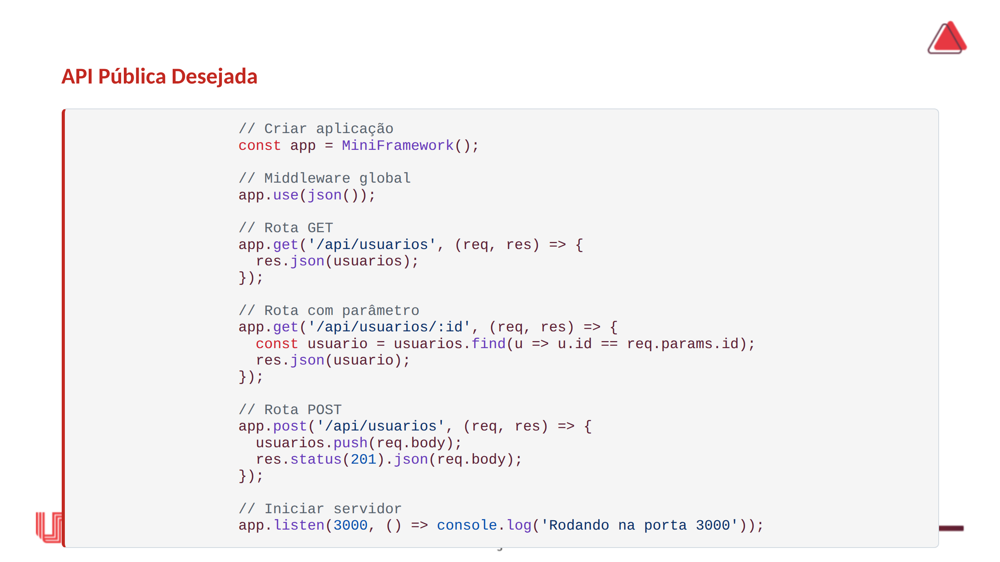 API Pública Desejada
// Criar aplicação
const app = MiniFramework();
// Middleware global
app.use(json());
// Rota GET
app.get('/api/usuarios', (req, res) => {
  res.json(usuarios);
});
// Rota com parâmetro
app.get('/api/usuarios/:id', (req, res) => {
  const usuario = usuarios.find(u => u.id == req.params.id);
  res.json(usuario);
});
// Rota POST
app.post('/api/usuarios', (req, res) => {
  usuarios.push(req.body);
  res.status(201).json(req.body);
});
// Iniciar servidor
app.listen(3000, () => console.log('Rodando na porta 3000'));